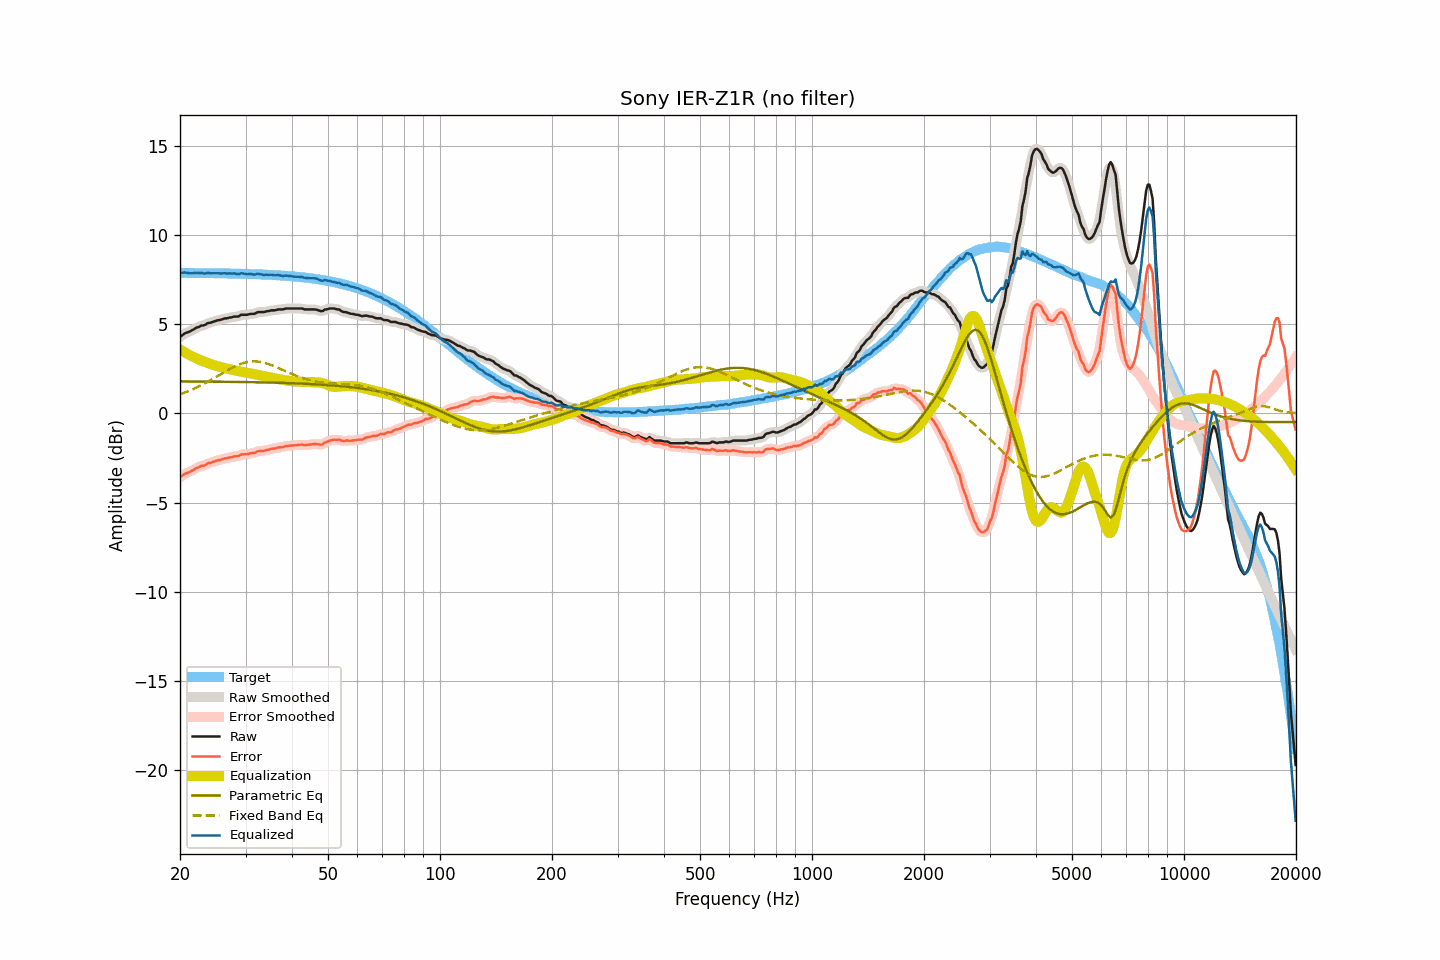 Sony IER-Z1R (no filter)
15
10
5
0
−5
−10
−15
−20
Amplitude (dBr)
Target
Raw Smoothed
Error Smoothed
Raw
Error
Equalization
Parametric Eq
Fixed Band Eq
Equalized
20 50 100 200 500 1000 2000 5000 10000 20000
Frequency (Hz)